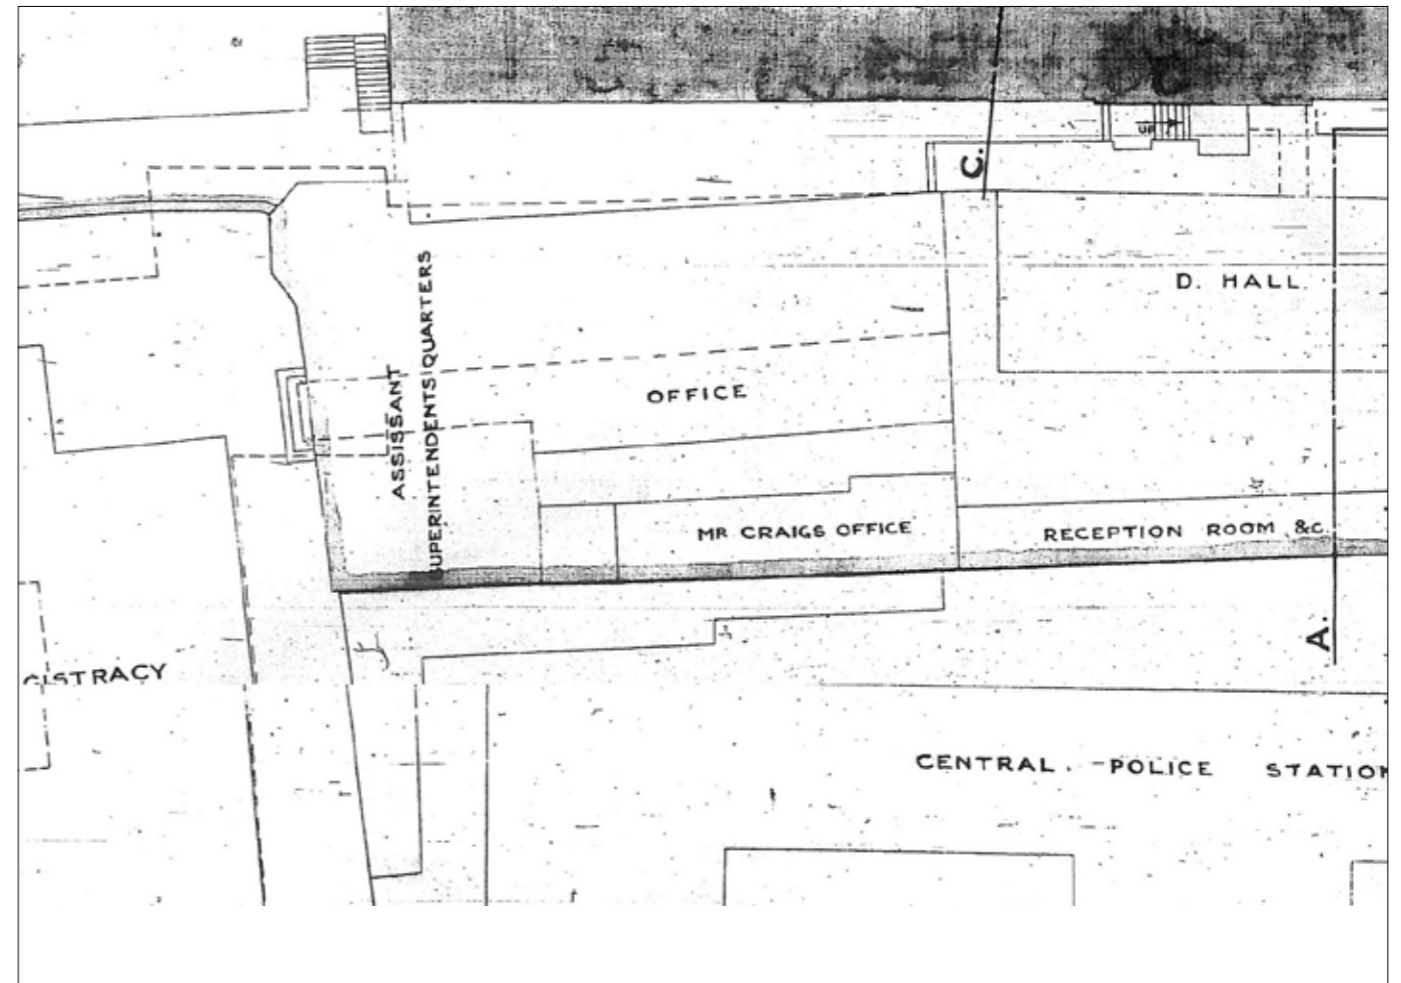 UP
C.
D. HALL.
ASSISSANT
SUPERINTENDENTS QUARTERS
OFFICE
MR CRAIGS OFFICE
RECEPTION ROOM &C.
A.
GISTRACY
CENTRAL. POLICE STATION